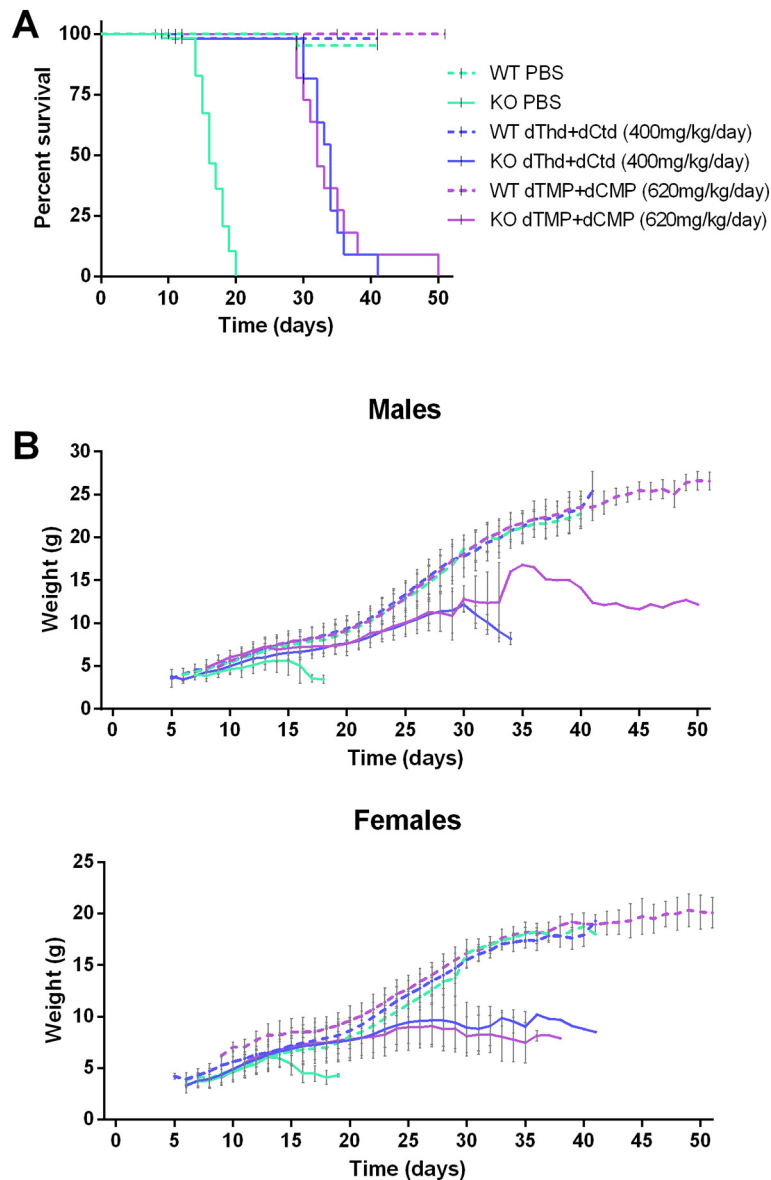 A
Percent survival
100
75
50
25
0
0 10 20 30 40 50
Time (days)
WT PBS
KO PBS
WT dThd+dCtd (400mg/kg/day)
KO dThd+dCtd (400mg/kg/day)
WT dTMP+dCMP (620mg/kg/day)
KO dTMP+dCMP (620mg/kg/day)
B
Males
Weight (g)
30
25
20
15
10
5
0
0 5 10 15 20 25 30 35 40 45 50
Time (days)
Females
Weight (g)
25
20
15
10
5
0
0 5 10 15 20 25 30 35 40 45 50
Time (days)